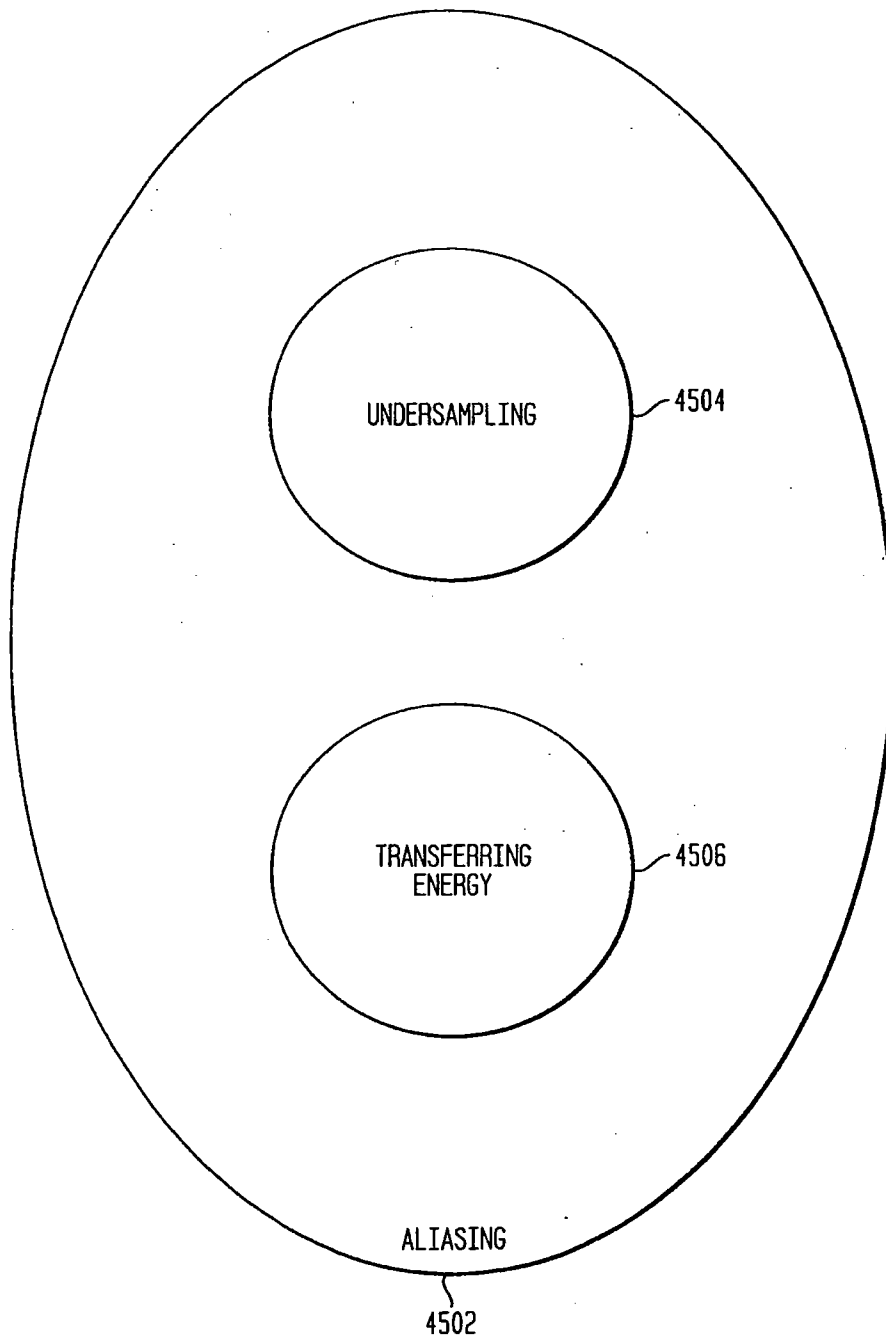 UNDERSAMPLING
4504
TRANSFERRING
ENERGY
4506
ALIASING
4502